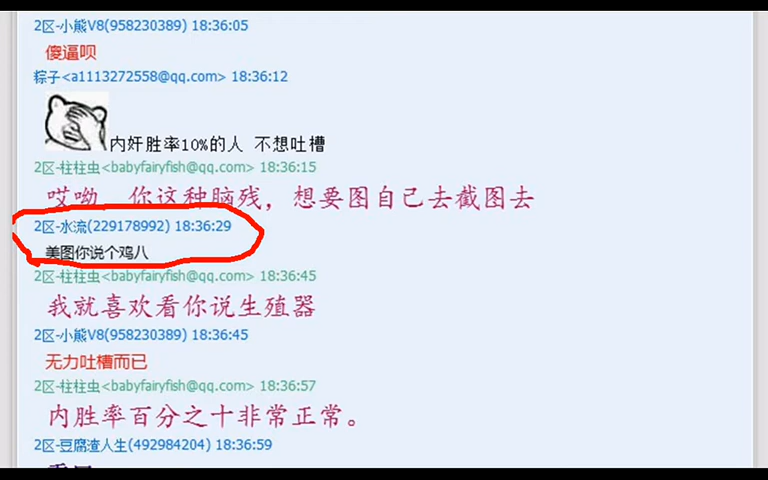 2区-小熊V8(958230389) 18:36:05
傻逼呗
粽子<a1113272558@qq.com> 18:36:12
内奸胜率10%的人 不想吐槽
2区-柱柱虫<babyfairyfish@qq.com> 18:36:15
哎呦，你这种脑残，想要图自己去截图去
2区-水流(229178992) 18:36:29
美图你说个鸡八
2区-柱柱虫<babyfairyfish@qq.com> 18:36:45
我就喜欢看你说生殖器
2区-小熊V8(958230389) 18:36:45
无力吐槽而已
2区-柱柱虫<babyfairyfish@qq.com> 18:36:57
内胜率百分之十非常正常。
2区-豆腐渣人生(492984204) 18:36:59